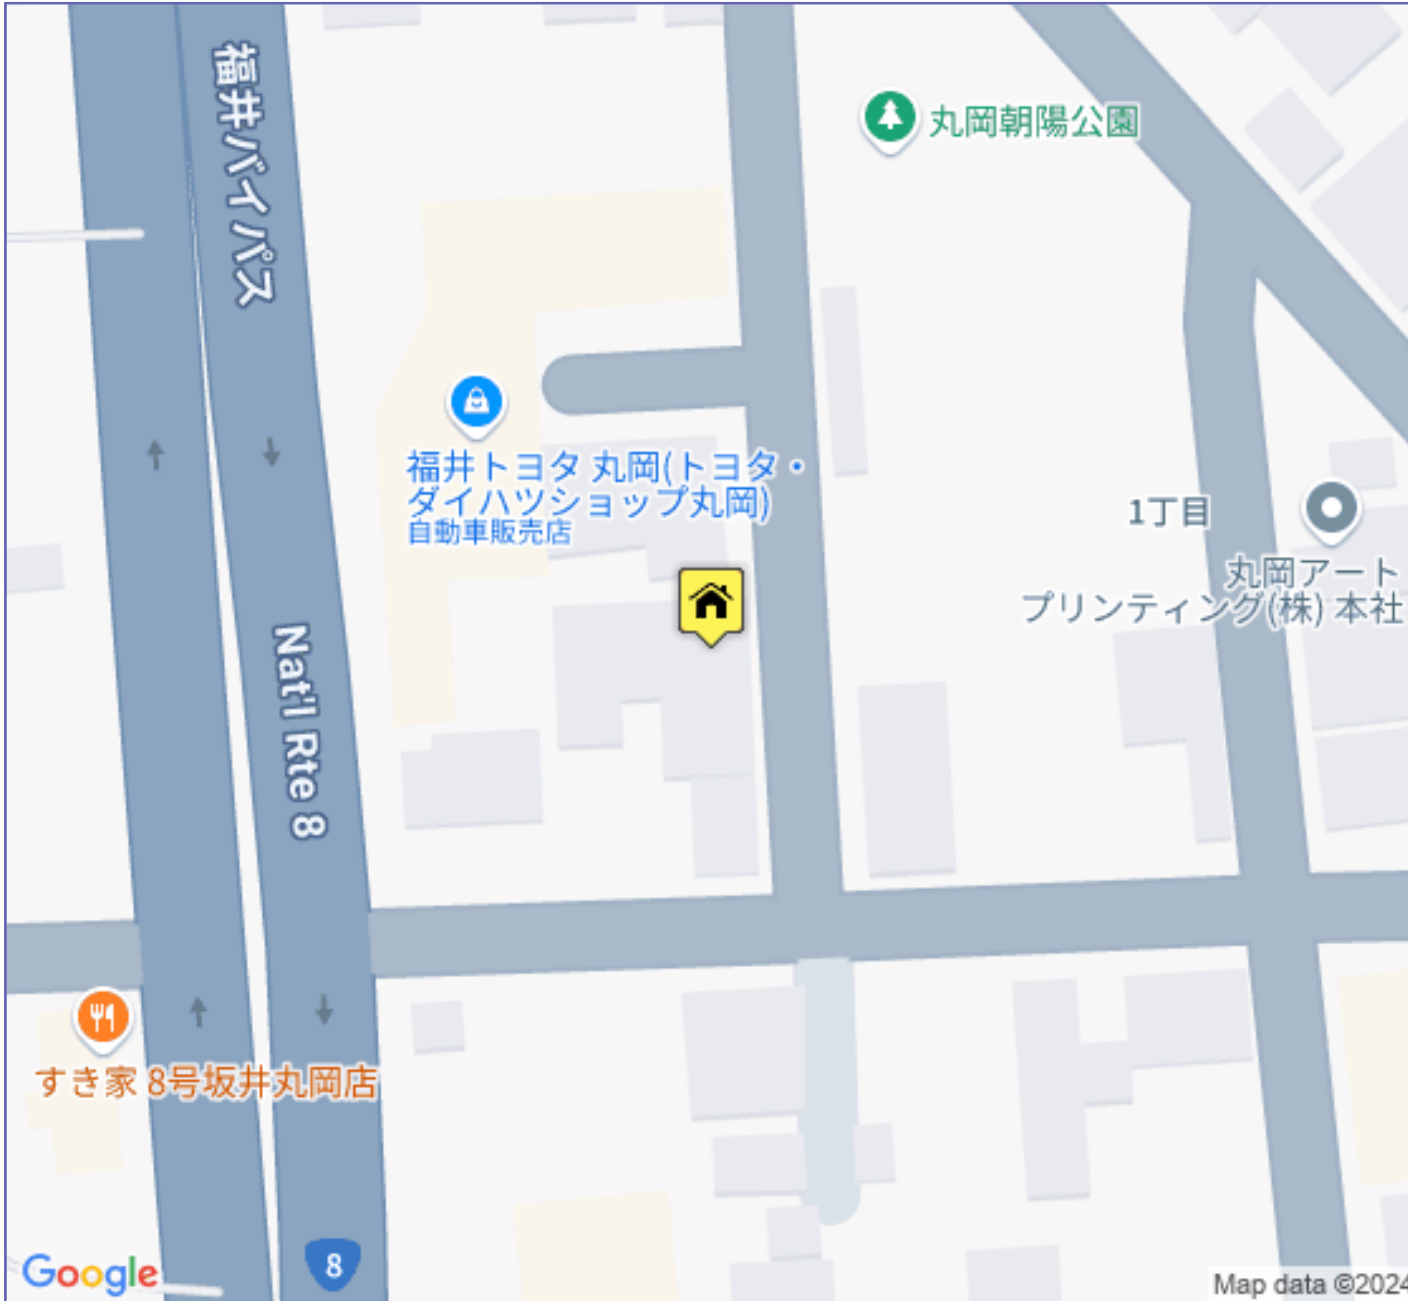 福井バイパス
丸岡朝陽公園
福井トヨタ 丸岡(トヨタ・
ダイハツショップ丸岡)
自動車販売店
1丁目
丸岡アート
プリンティング(株) 本社
Nat'l Rte 8
すき家 8号坂井丸岡店
8
Google
Map data ©2024